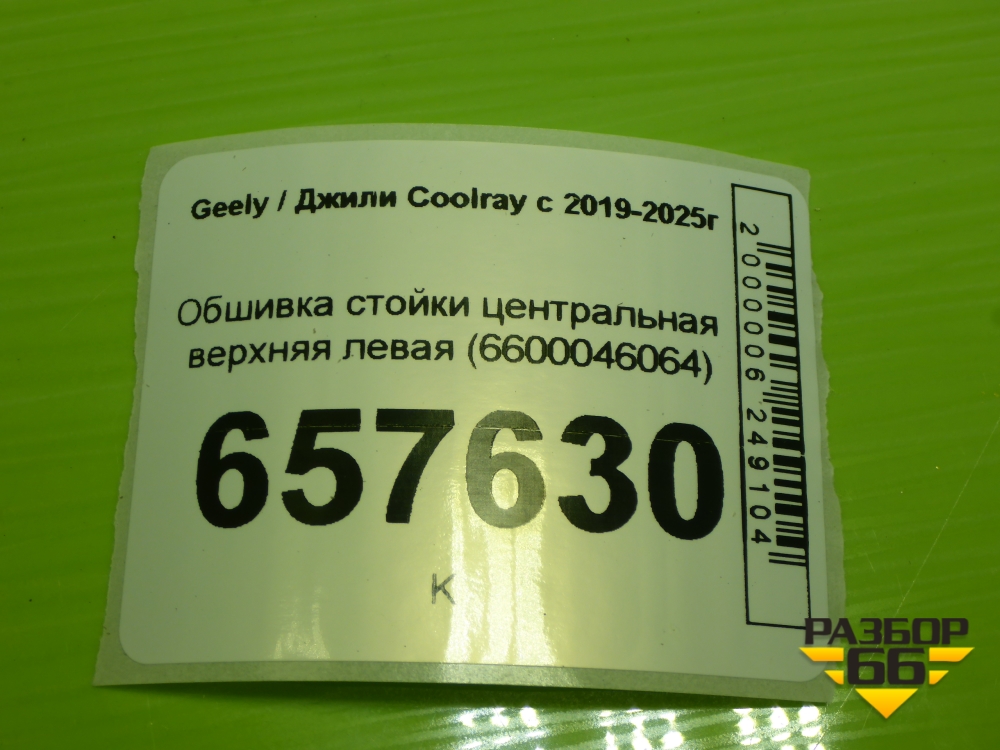 Geely / Джили Coolray с 2019-2025г
Обшивка стойки центральная
верхняя левая (6600046064)
657630
К
2000006249104
РАЗБОР
66